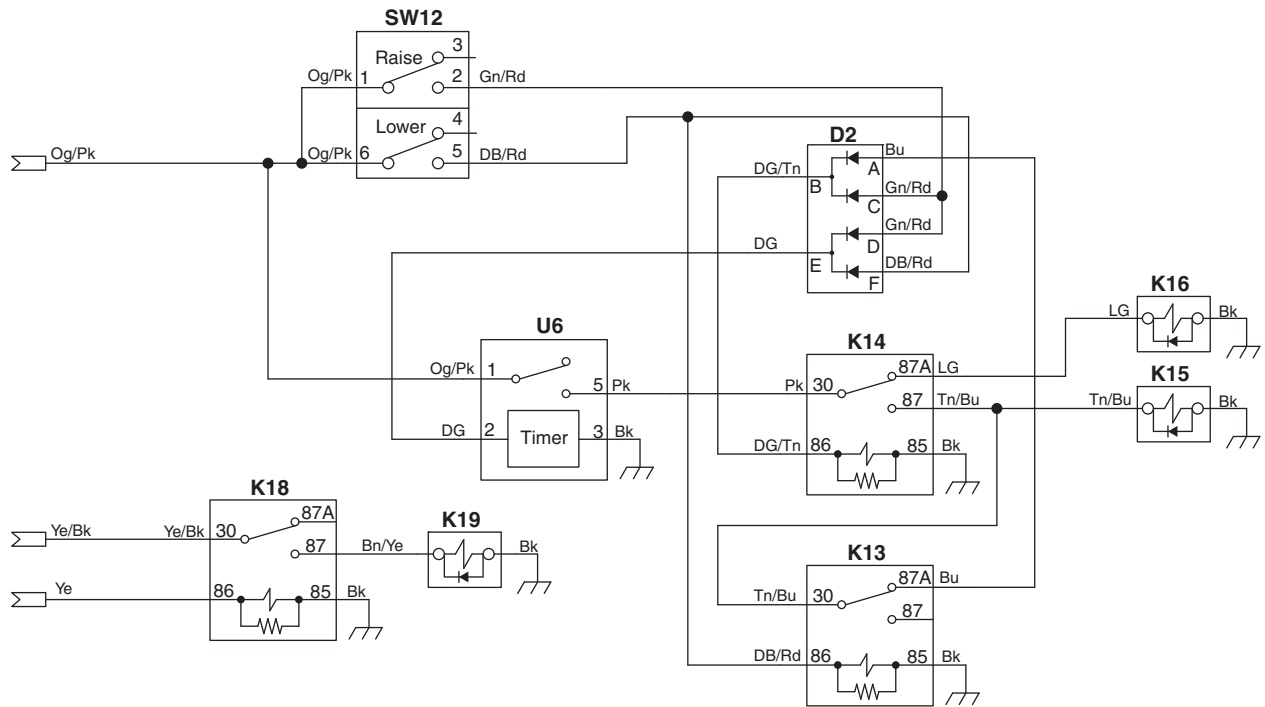 SW12
Raise
3
Og/Pk 1
2 Gn/Rd
Lower
4
Og/Pk
Og/Pk 6
5 DB/Rd
D2
Bu
A
DG/Tn
B
Gn/Rd
C
Gn/Rd
D
DG
E
DB/Rd
F
K16
LG
Bk
U6
Og/Pk 1
5 Pk
DG 2
Timer
3 Bk
K14
87A LG
Pk 30
87 Tn/Bu
DG/Tn 86
85 Bk
K15
Tn/Bu
Bk
K18
87A
Ye/Bk
Ye/Bk 30
87 Bn/Ye
Ye
86
85 Bk
K19
Bk
K13
87A Bu
Tn/Bu 30
87
DB/Rd 86
85 Bk